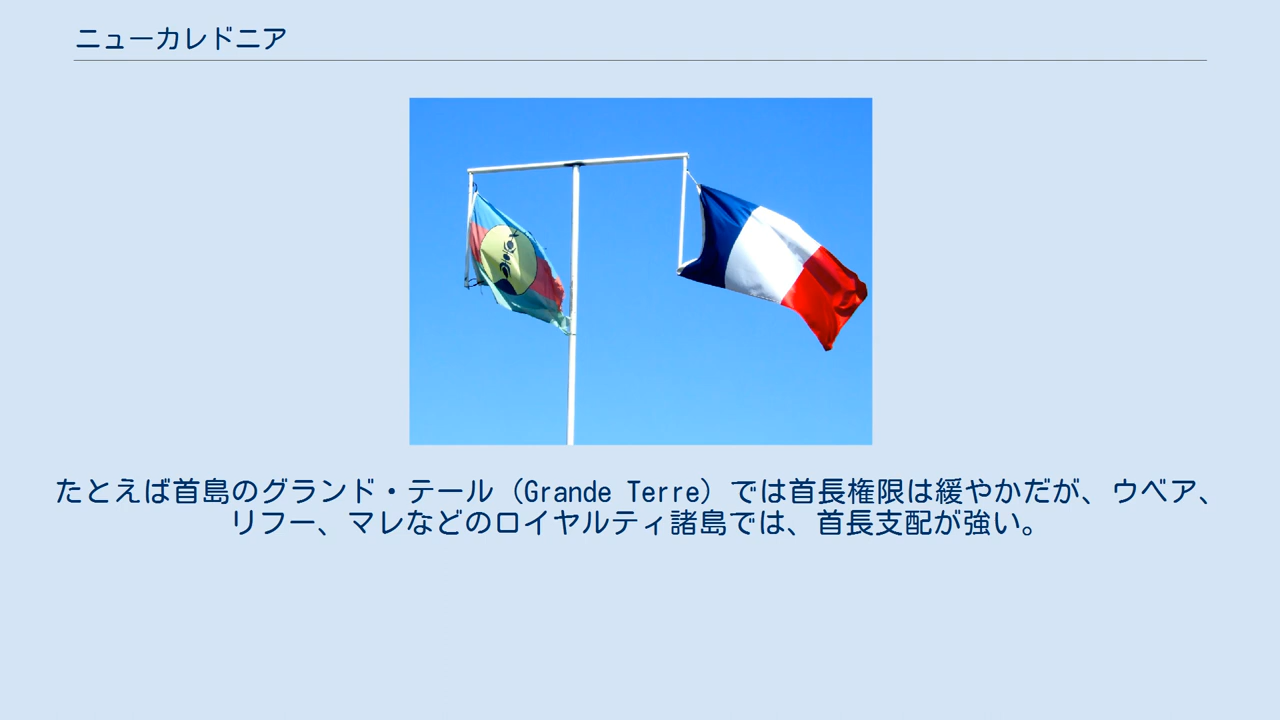 ニューカレドニア
たとえば首島のグランド・テール（Grande Terre）では首長権限は緩やかだが、ウベア、
リフー、マレなどのロイヤルティ諸島では、首長支配が強い。